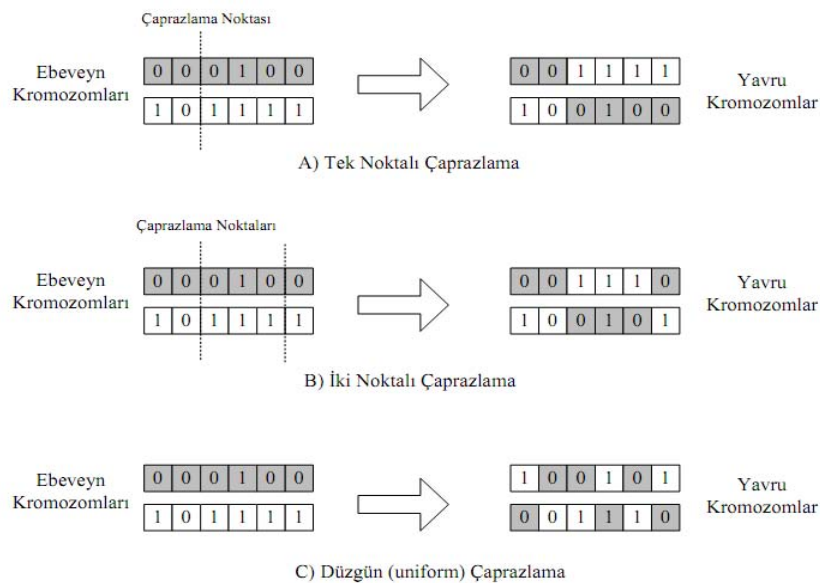 Çaprazlama Noktası
Ebeveyn
Kromozomları
0 0 0 1 0 0
1 0 1 1 1 1
0 0 1 1 1 1
1 0 0 1 0 0
Yavru
Kromozomlar
A) Tek Noktalı Çaprazlama
Çaprazlama Noktaları
Ebeveyn
Kromozomları
0 0 0 1 0 0
1 0 1 1 1 1
0 0 1 1 1 0
1 0 0 1 0 1
Yavru
Kromozomlar
B) İki Noktalı Çaprazlama
Ebeveyn
Kromozomları
0 0 0 1 0 0
1 0 1 1 1 1
1 0 0 1 0 1
0 0 1 1 1 0
Yavru
Kromozomlar
C) Düzgün (uniform) Çaprazlama